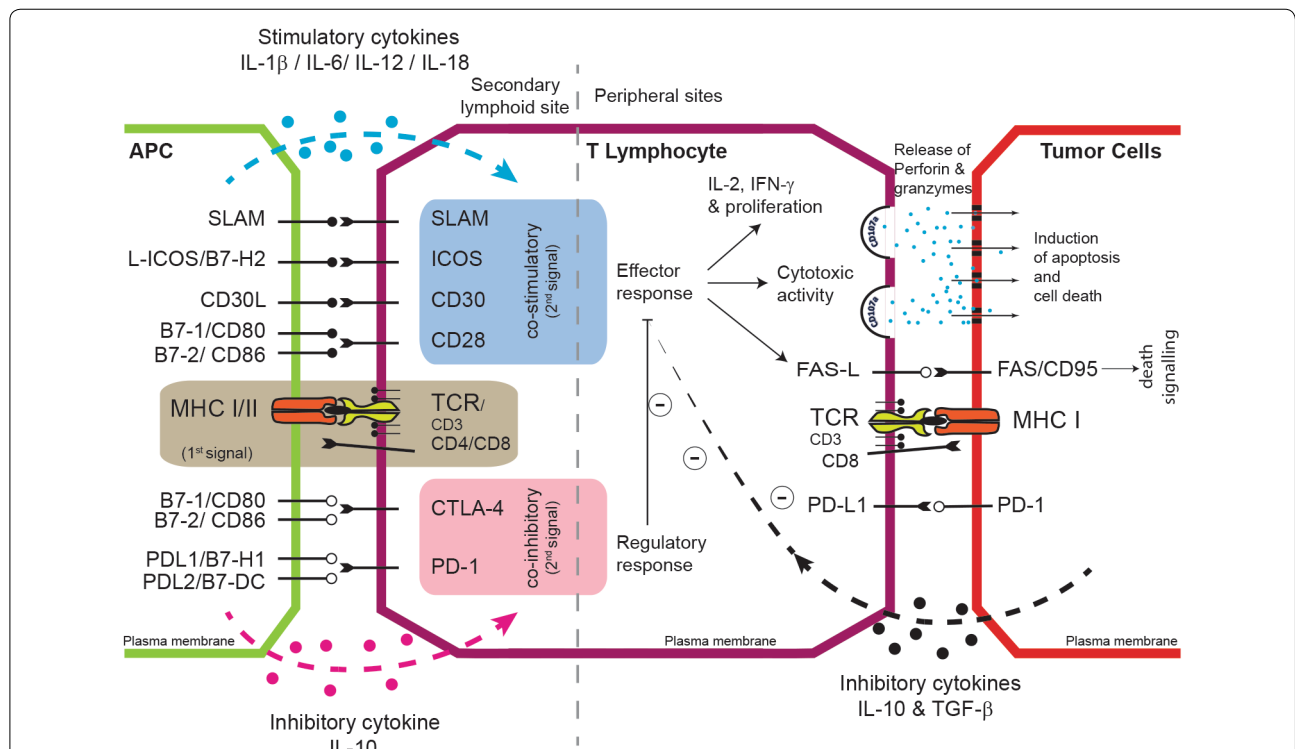 Stimulatory cytokines
IL-1β / IL-6/ IL-12 / IL-18
Secondary
lymphoid site
Peripheral sites
APC
T Lymphocyte
Tumor Cells
SLAM
L-ICOS/B7-H2
CD30L
B7-1/CD80
B7-2/ CD86
MHC I/II
(1st signal)
B7-1/CD80
B7-2/ CD86
PDL1/B7-H1
PDL2/B7-DC
Plasma membrane
SLAM
ICOS
CD30
CD28
co-stimulatory
(2nd signal)
TCR/
CD3
CD4/CD8
CTLA-4
PD-1
co-inhibitory
(2nd signal)
Inhibitory cytokine
IL-10
Effector
response
IL-2, IFN-γ
& proliferation
Cytotoxic
activity
FAS-L
Regulatory
response
−
−
−
Plasma membrane
Release of
Perforin &
granzymes
CD107a
CD107a
Induction
of apoptosis
and
cell death
FAS/CD95
death
signalling
TCR
CD3
CD8
MHC I
PD-L1
PD-1
Plasma membrane
Inhibitory cytokines
IL-10 & TGF-β